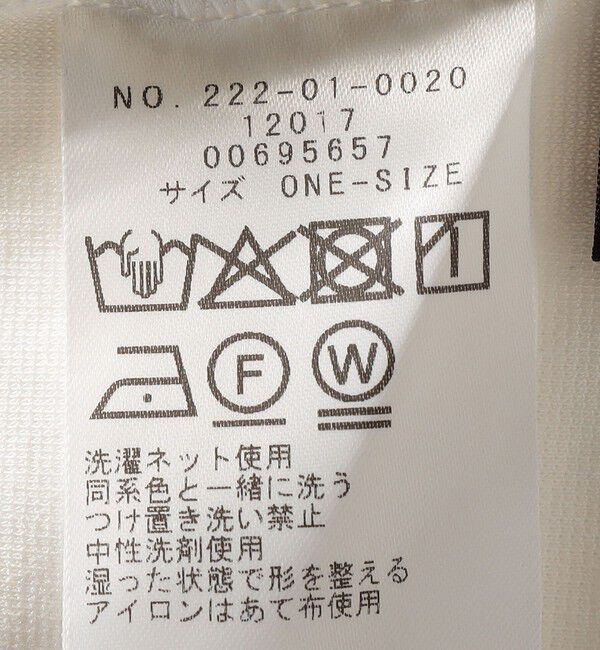 NO. 222-01-0020
12017
00695657
サイズ ONE-SIZE
F W
洗濯ネット使用
同系色と一緒に洗う
つけ置き洗い禁止
中性洗剤使用
湿った状態で形を整える
アイロンはあて布使用